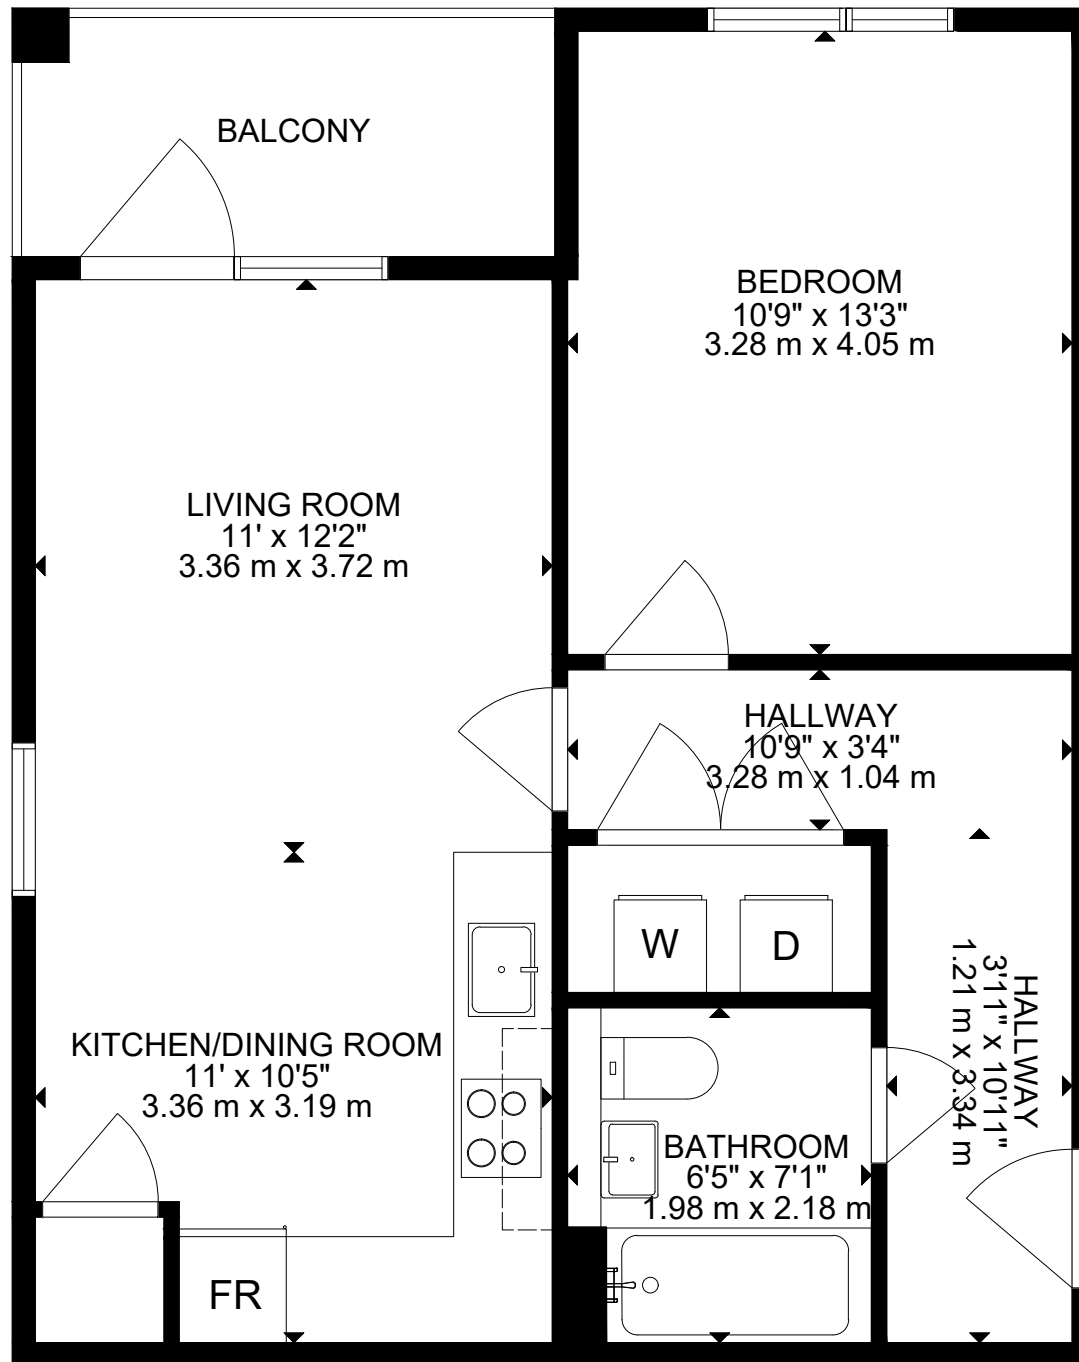 BALCONY
BEDROOM
10'9" x 13'3"
3.28 m x 4.05 m
LIVING ROOM
11' x 12'2"
3.36 m x 3.72 m
HALLWAY
10'9" x 3'4"
3.28 m x 1.04 m
W
D
HALLWAY
3'11" x 10'11"
1.21 m x 3.34 m
KITCHEN/DINING ROOM
11' x 10'5"
3.36 m x 3.19 m
BATHROOM
6'5" x 7'1"
1.98 m x 2.18 m
FR